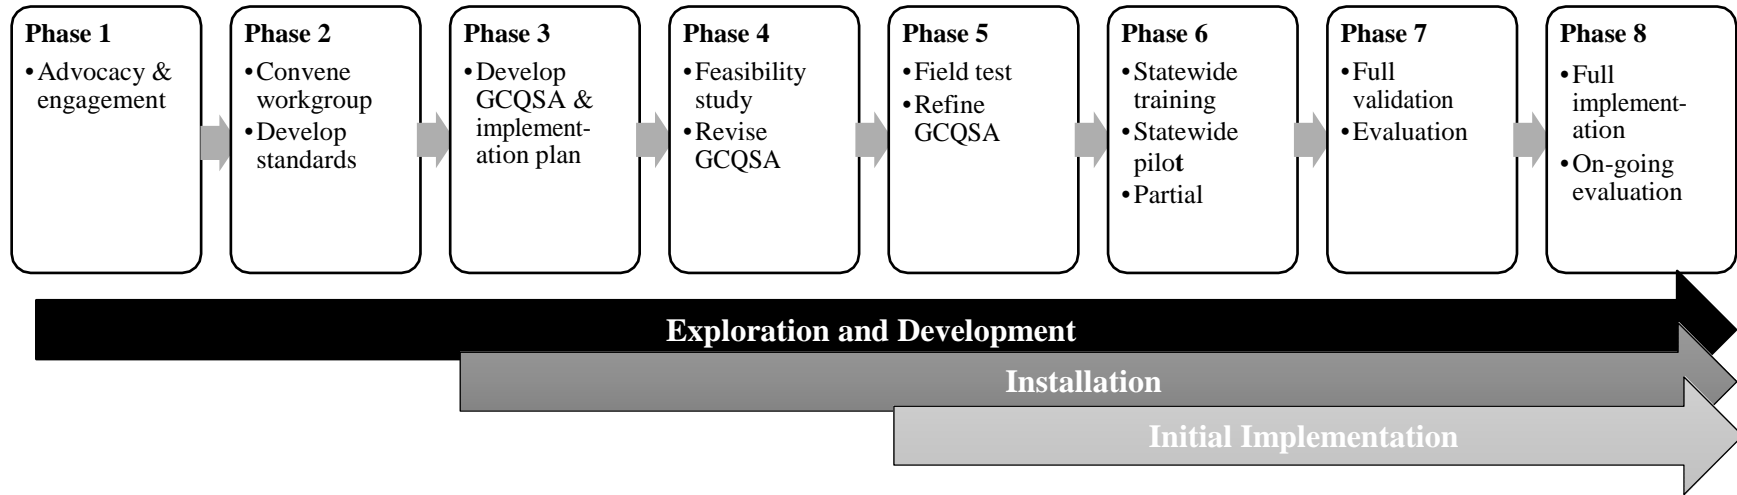 Phase 1
•Advocacy &
engagement
Phase 2
•Convene
workgroup
•Develop
standards
Phase 3
•Develop
GCQSA &
implement-
ation plan
Phase 4
•Feasibility
study
•Revise
GCQSA
Phase 5
•Field test
•Refine
GCQSA
Phase 6
•Statewide
training
•Statewide
pilot
•Partial
Phase 7
•Full
validation
•Evaluation
Phase 8
•Full
implement-
ation
•On-going
evaluation
Exploration and Development
Installation
Initial Implementation